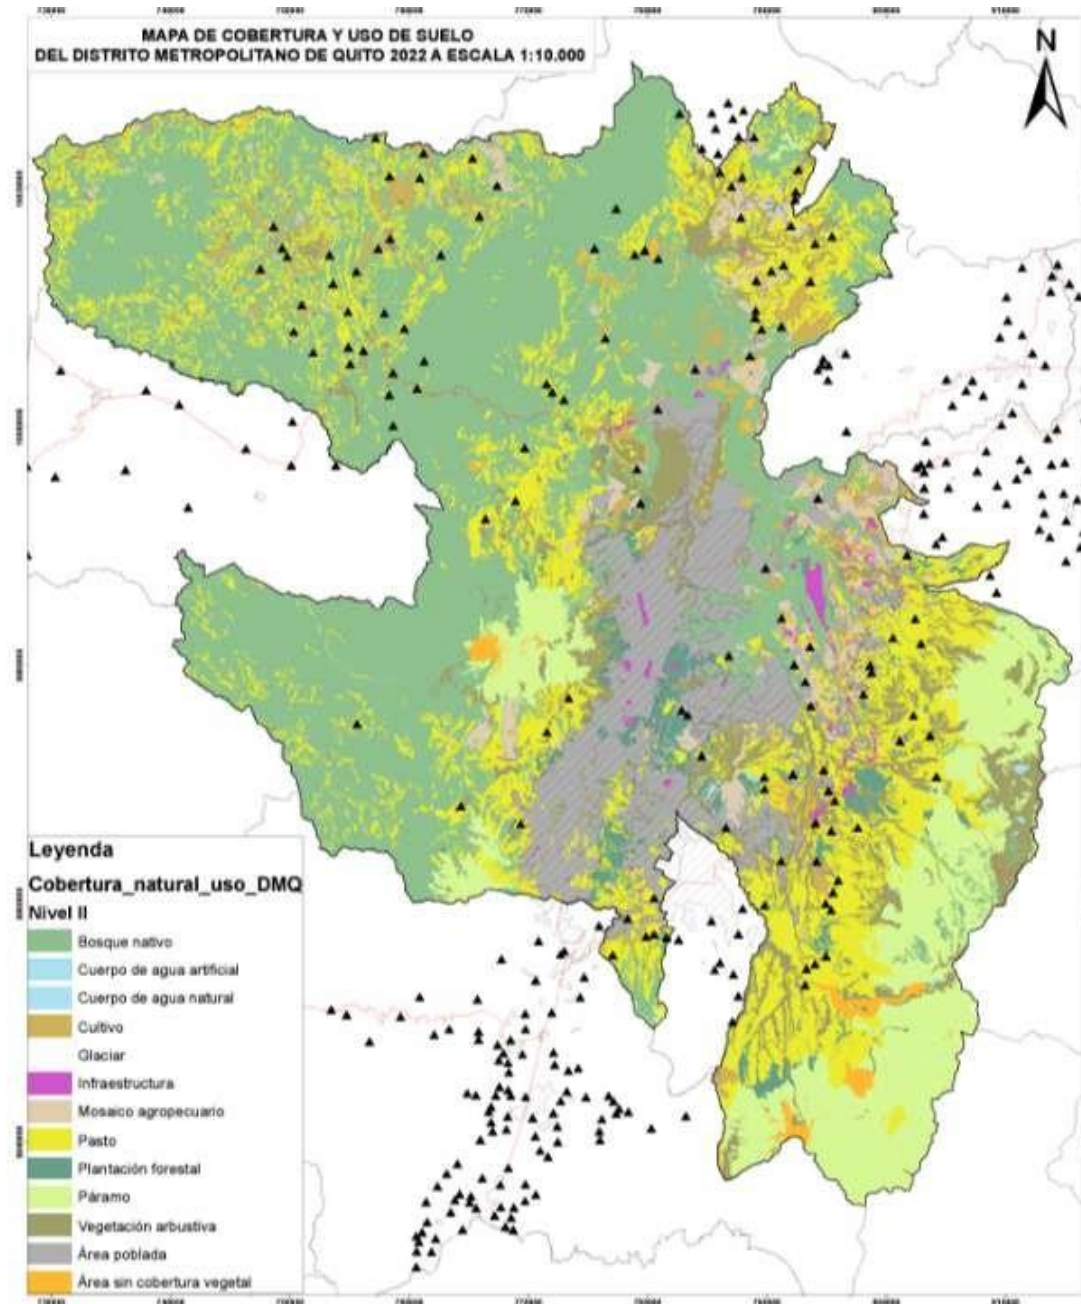 MAPA DE COBERTURA Y USO DE SUELO
DEL DISTRITO METROPOLITANO DE QUITO 2022 A ESCALA 1:10.000
N
Leyenda
Cobertura_natural_uso_DMQ
Nivel II
Bosque nativo
Cuerpo de agua artificial
Cuerpo de agua natural
Cultivo
Glaciar
Infraestructura
Mosaico agropecuario
Pasto
Plantación forestal
Páramo
Vegetación arbustiva
Área poblada
Área sin cobertura vegetal